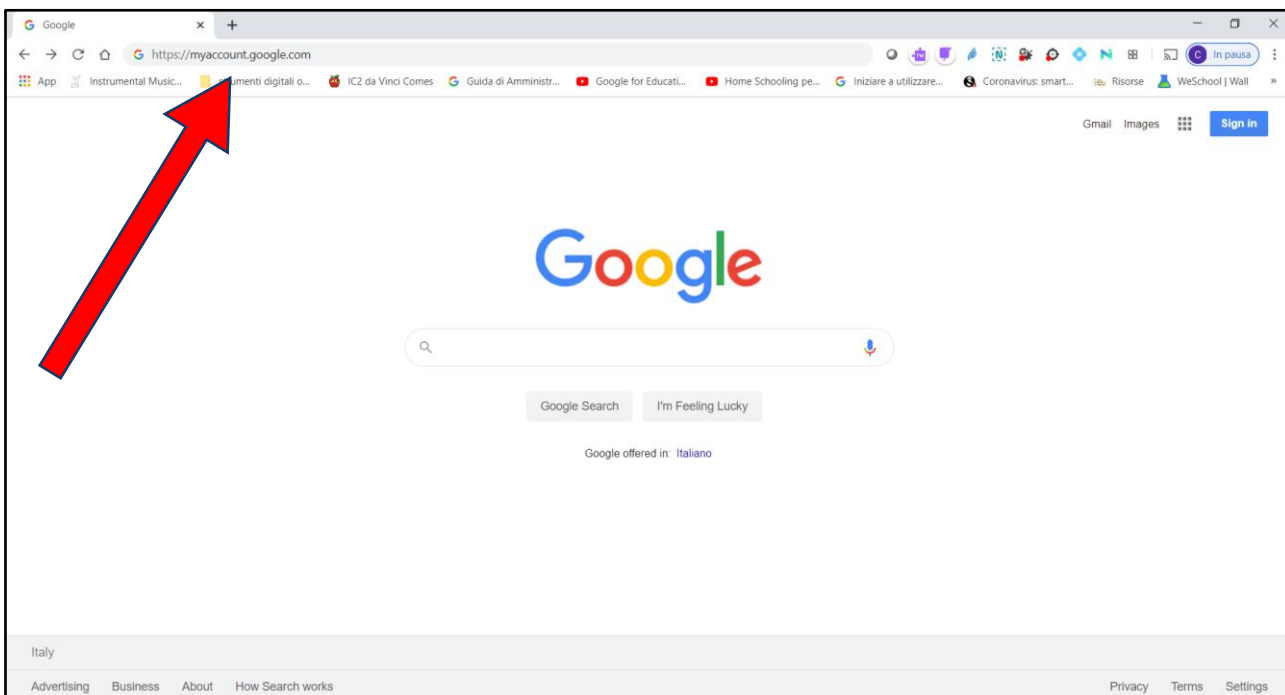 Google
https://myaccount.google.com
In pausa
App Instrumental Music... digitali o... IC2 da Vinci Comes Guida di Amministr... Google for Educati... Home Schooling pe... Iniziare a utilizzare... Coronavirus: smart... Risorse WeSchool | Wall »
Gmail Images Sign in
Google
Google Search I'm Feeling Lucky
Google offered in: Italiano
Italy
Advertising Business About How Search works Privacy Terms Settings